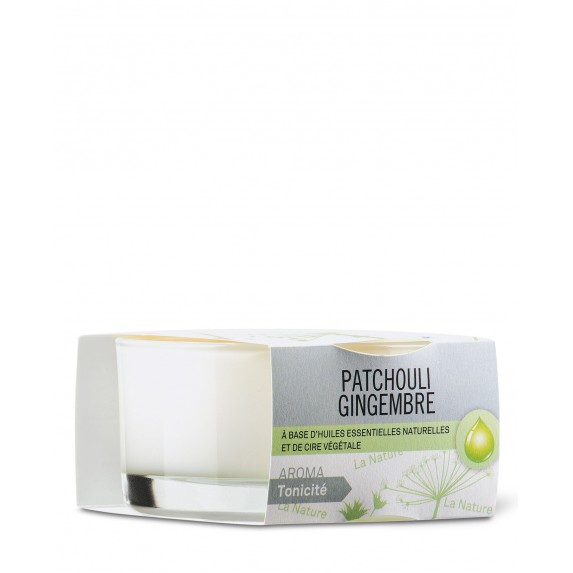 PATCHOULI
GINGEMBRE
À BASE D'HUILES ESSENTIELLES NATURELLES
ET DE CIRE VÉGÉTALE
AROMA
Tonicité
La Nature
La Nature
La Nature